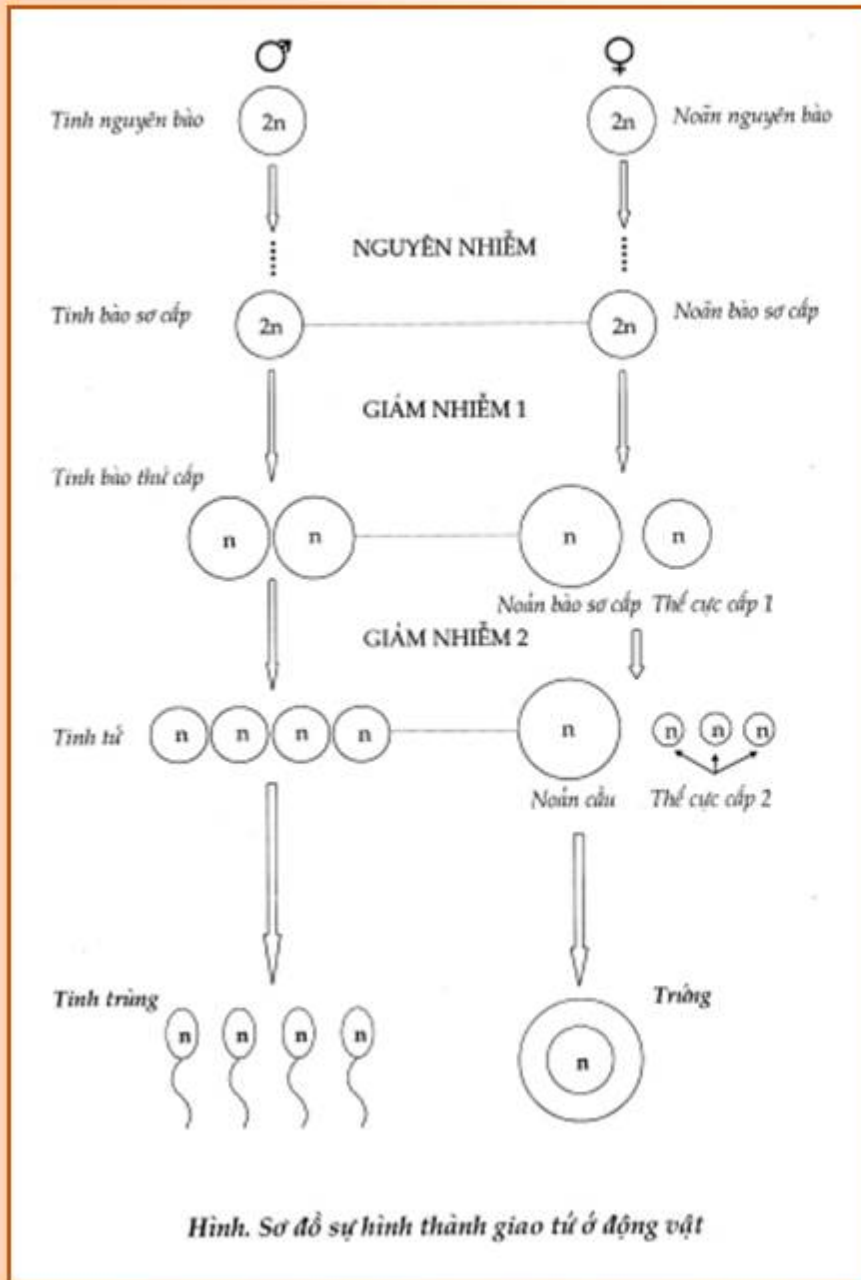 ♂ ♀
Tinh nguyên bào 2n 2n Noãn nguyên bào
NGUYÊN NHIỄM
Tinh bào sơ cấp 2n 2n Noãn bào sơ cấp
GIẢM NHIỄM 1
Tinh bào thứ cấp
n n n n
Noãn bào sơ cấp Thể cực cấp 1
GIẢM NHIỄM 2
Tinh tử n n n n n n n n
Noãn cầu Thể cực cấp 2
Tinh trùng Trứng
n n n n n
Hình. Sơ đồ sự hình thành giao tử ở động vật